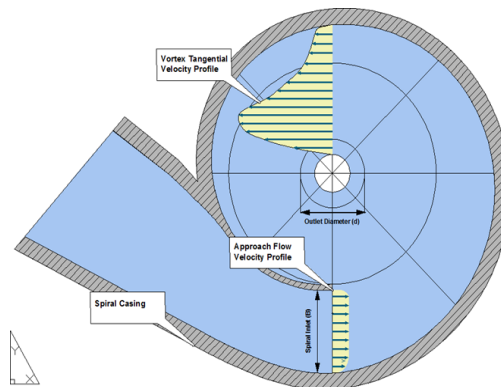 Vortex Tangential
Velocity Profile
Outlet Diameter (d)
Approach Flow
Velocity Profile
Spiral Inlet (B)
Spiral Casing
Y
X